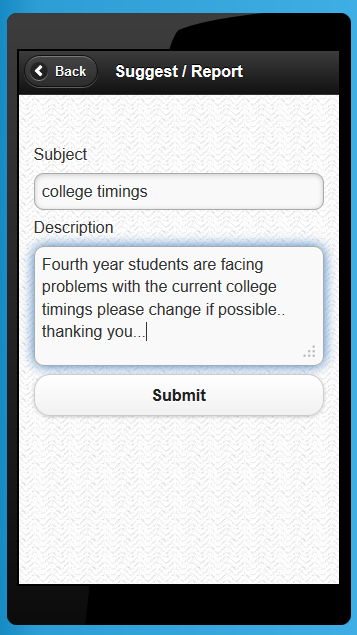 Back
Suggest / Report
Subject
college timings
Description
Fourth year students are facing
problems with the current college
timings please change if possible..
thanking you...
Submit